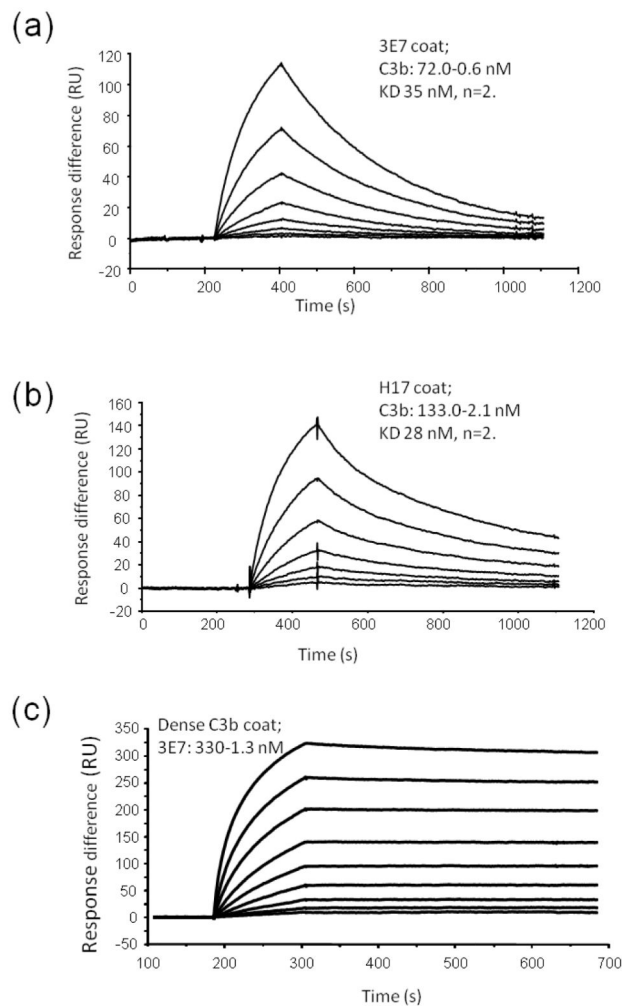 (a)
3E7 coat;
C3b: 72.0-0.6 nM
KD 35 nM, n=2.
Response difference (RU)
120
100
80
60
40
20
0
-20
0 200 400 600 800 1000 1200
Time (s)
(b)
H17 coat;
C3b: 133.0-2.1 nM
KD 28 nM, n=2.
Response difference (RU)
160
140
120
100
80
60
40
20
0
-20
0 200 400 600 800 1000 1200
Time (s)
(c)
Dense C3b coat;
3E7: 330-1.3 nM
Response difference (RU)
350
300
250
200
150
100
50
0
-50
100 200 300 400 500 600 700
Time (s)